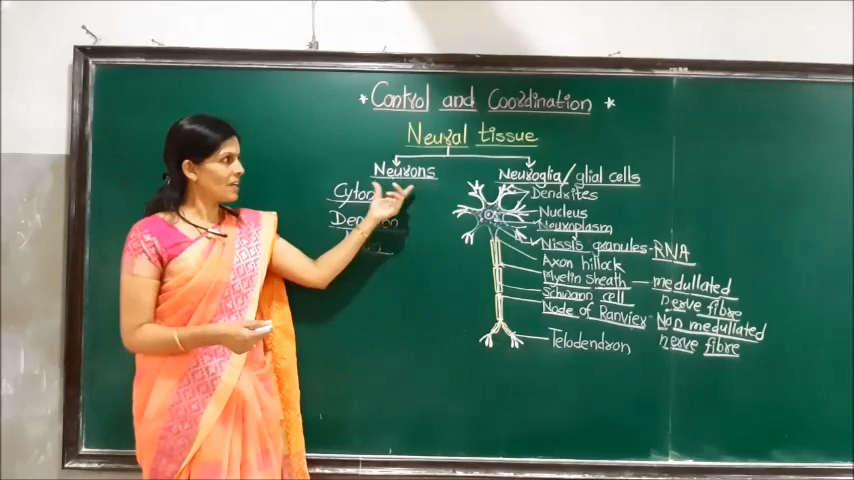 * Control and Coordination *
Neural tissue
Neurons
Neuroglia/glial cells
Dendrites
Nucleus
Neuroplasm
Nissls granules-RNA
Axon hillock
Myelin sheath — medullated
nerve fibre
Schwann cell
Node of Ranvier - Non medullated
nerve fibre
Telodendron